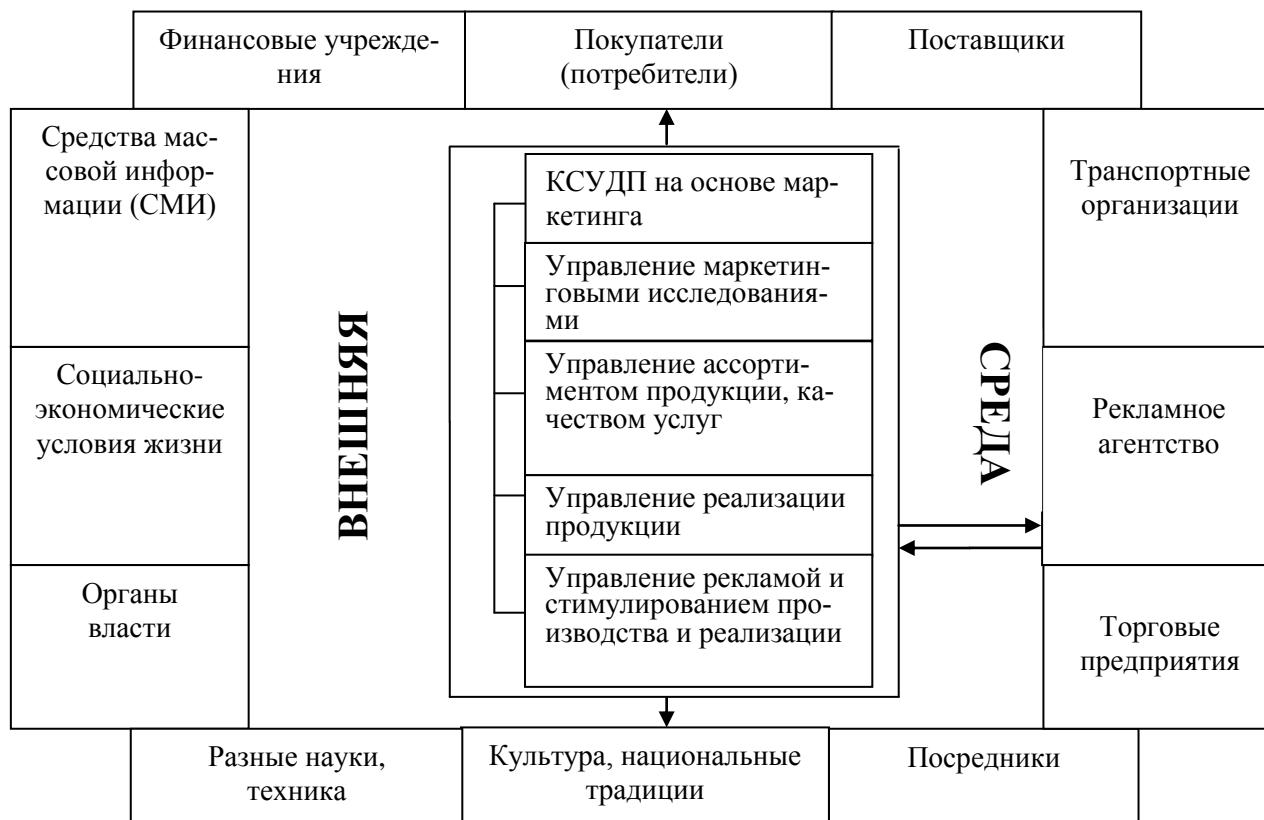 Финансовые учрежде-
ния
Покупатели
(потребители)
Поставщики
Средства мас-
совой инфор-
мации (СМИ)
Социально-
экономические
условия жизни
Органы
власти
ВНЕШНЯЯ
КСУДП на основе мар-
кетинга
Управление маркетин-
говыми исследования-
ми
Управление ассорти-
ментом продукции, ка-
чеством услуг
Управление реализации
продукции
Управление рекламой и
стимулированием про-
изводства и реализации
СРЕДА
Транспортные
организации
Рекламное
агентство
Торговые
предприятия
Разные науки,
техника
Культура, национальные
традиции
Посредники